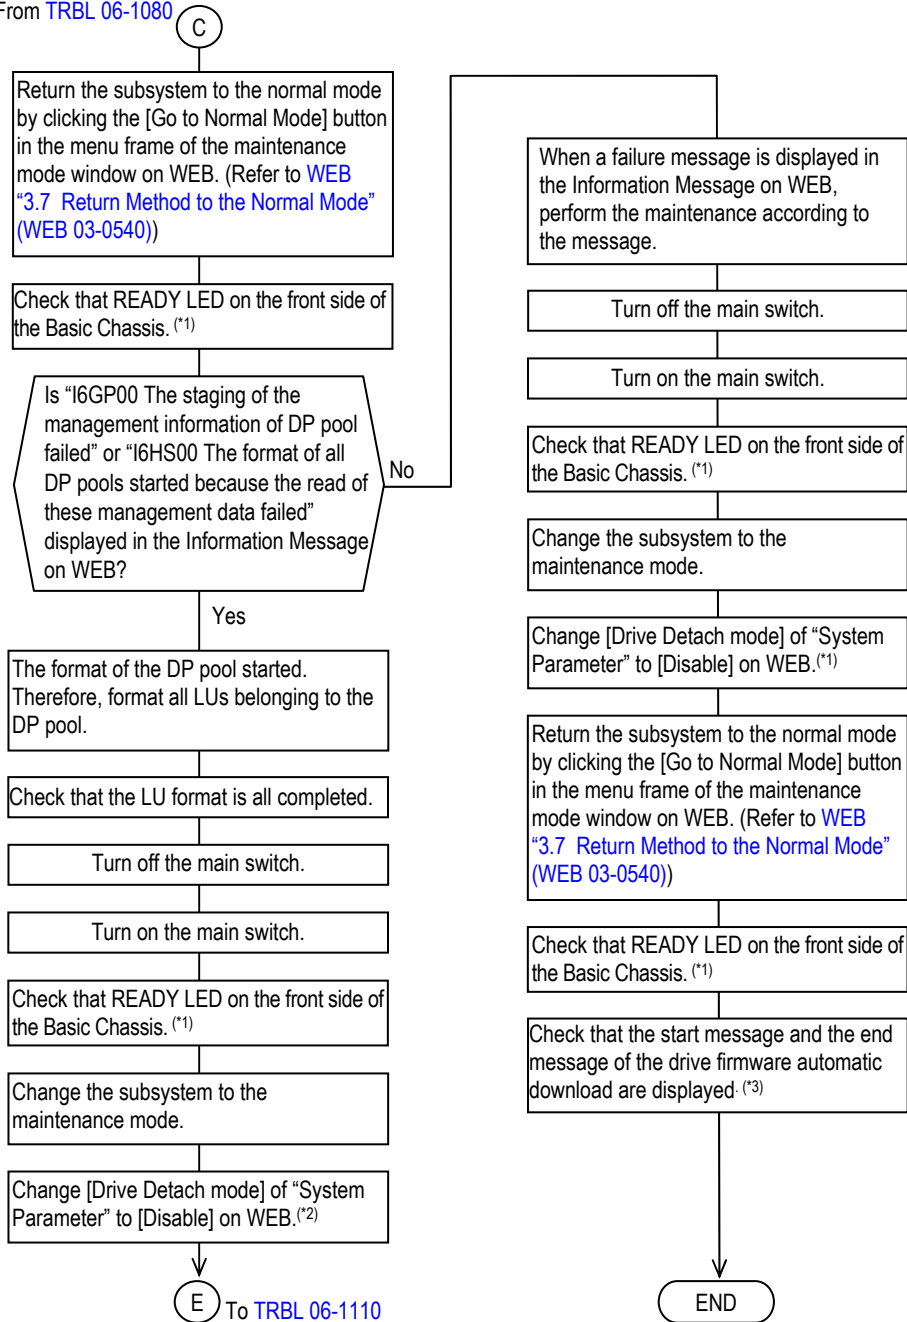 From TRBL 06-1080
C
Return the subsystem to the normal mode
by clicking the [Go to Normal Mode] button
in the menu frame of the maintenance
mode window on WEB. (Refer to WEB
“3.7 Return Method to the Normal Mode”
(WEB 03-0540))
Check that READY LED on the front side of
the Basic Chassis. (*1)
Is “I6GP00 The staging of the
management information of DP pool
failed” or “I6HS00 The format of all
DP pools started because the read of
these management data failed”
displayed in the Information Message
on WEB?
No
Yes
The format of the DP pool started.
Therefore, format all LUs belonging to the
DP pool.
Check that the LU format is all completed.
Turn off the main switch.
Turn on the main switch.
Check that READY LED on the front side of
the Basic Chassis. (*1)
Change the subsystem to the
maintenance mode.
Change [Drive Detach mode] of “System
Parameter” to [Disable] on WEB.(*2)
E
To TRBL 06-1110
When a failure message is displayed in
the Information Message on WEB,
perform the maintenance according to
the message.
Turn off the main switch.
Turn on the main switch.
Check that READY LED on the front side of
the Basic Chassis. (*1)
Change the subsystem to the
maintenance mode.
Change [Drive Detach mode] of “System
Parameter” to [Disable] on WEB.(*1)
Return the subsystem to the normal mode
by clicking the [Go to Normal Mode] button
in the menu frame of the maintenance
mode window on WEB. (Refer to WEB
“3.7 Return Method to the Normal Mode”
(WEB 03-0540))
Check that READY LED on the front side of
the Basic Chassis. (*1)
Check that the start message and the end
message of the drive firmware automatic
download are displayed. (*3)
END